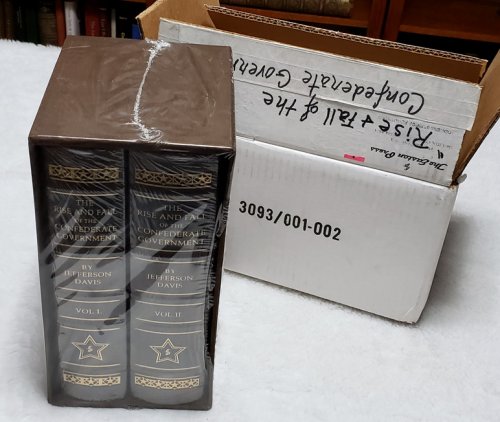 THE
RISE AND FALL
OF THE
CONFEDERATE
GOVERNMENT
BY
JEFFERSON
DAVIS
VOL I.
S
THE
RISE AND FALL
OF THE
CONFEDERATE
GOVERNMENT
BY
JEFFERSON
DAVIS
VOL II
S
The Easton Press
Rise + Fall of the
Confederate Govern
3093/001-002